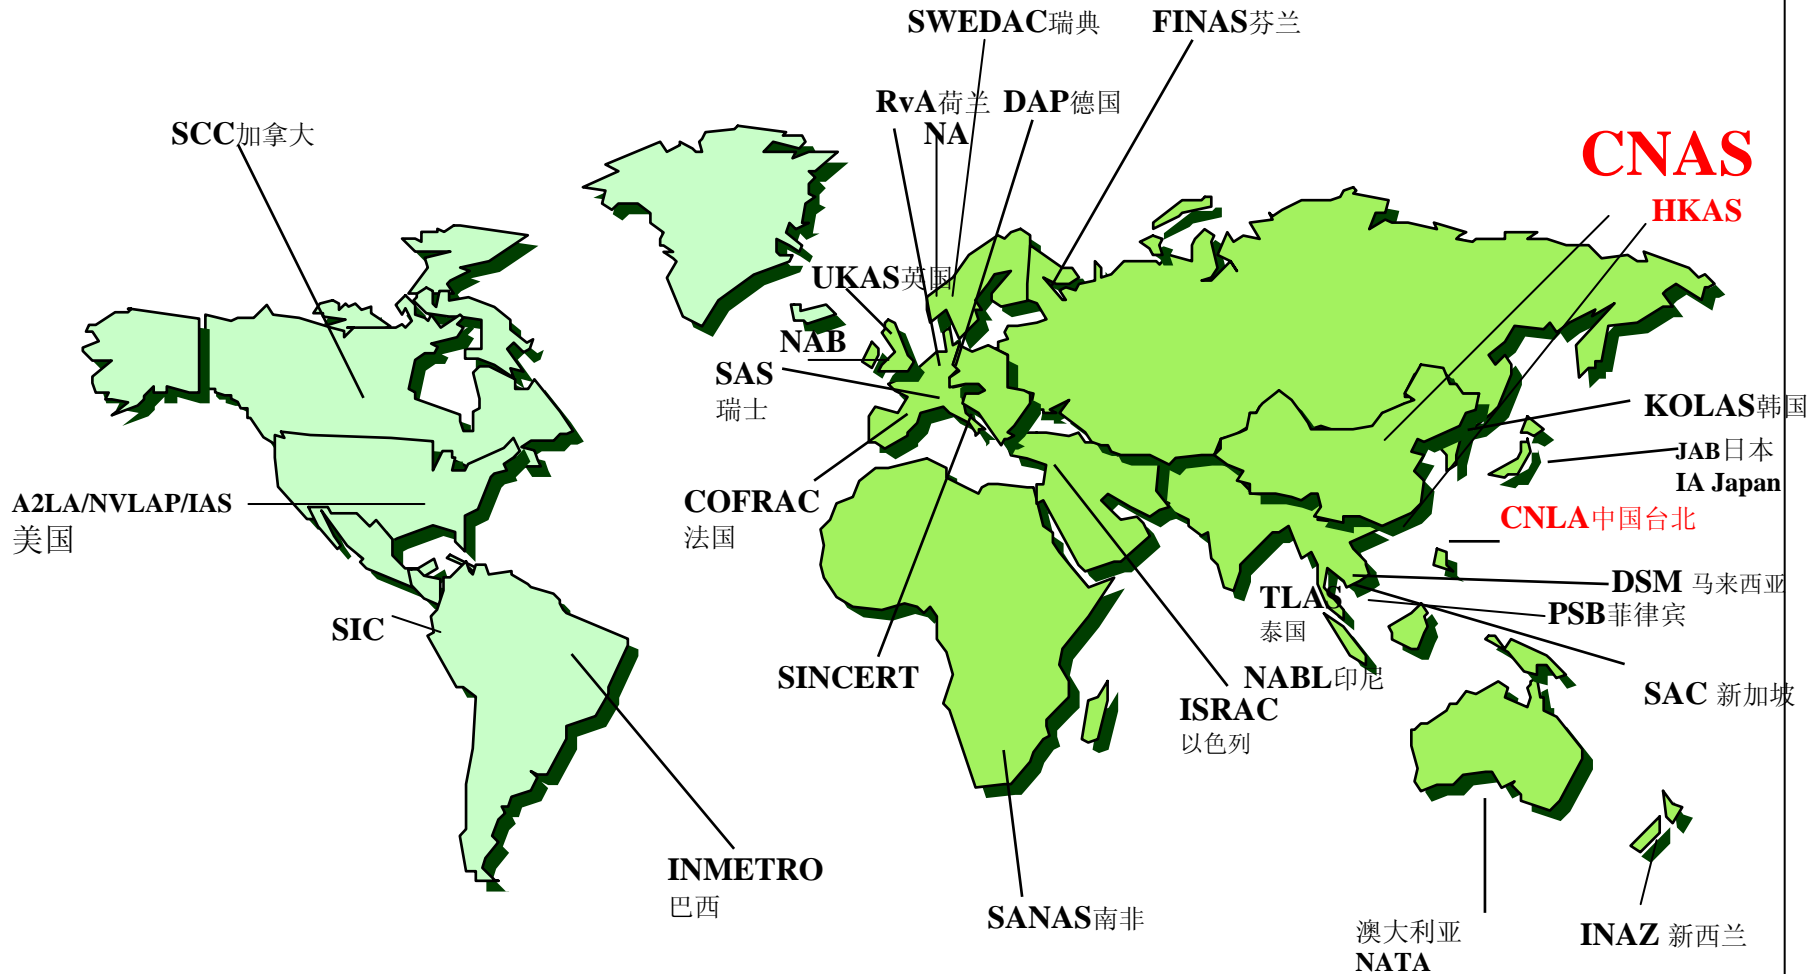 SWEDAC瑞典
FINAS芬兰
RvA荷兰
DAP德国
NA
SCC加拿大
CNAS
HKAS
UKAS英国
NAB
SAS
瑞士
KOLAS韩国
JAB日本
IA Japan
A2LA/NVLAP/IAS
美国
COFRAC
法国
CNLA中国台北
DSM 马来西亚
TLAS
泰国
PSB菲律宾
SIC
SINCERT
NABL印尼
SAC 新加坡
ISRAC
以色列
INMETRO
巴西
SANAS南非
澳大利亚
NATA
INAZ 新西兰